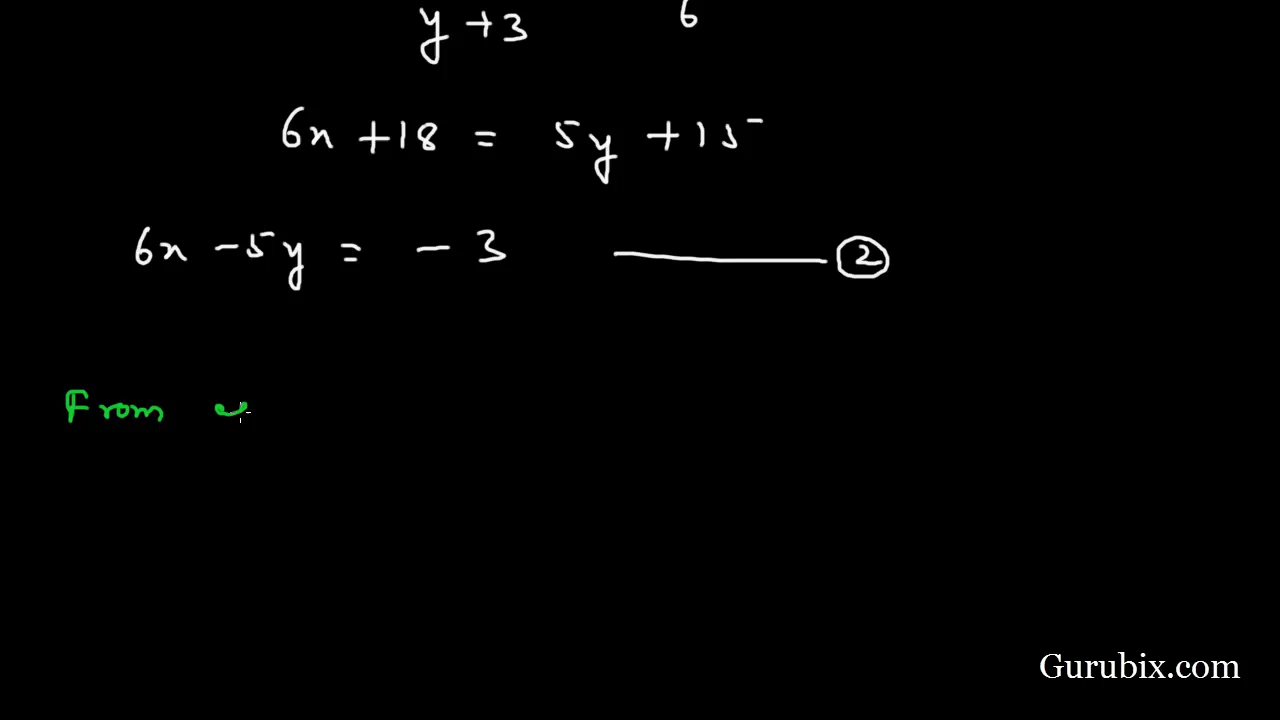 y + 3 6
6x + 18 = 5y + 15
6x - 5y = - 3 ② 
From
Gurubix.com